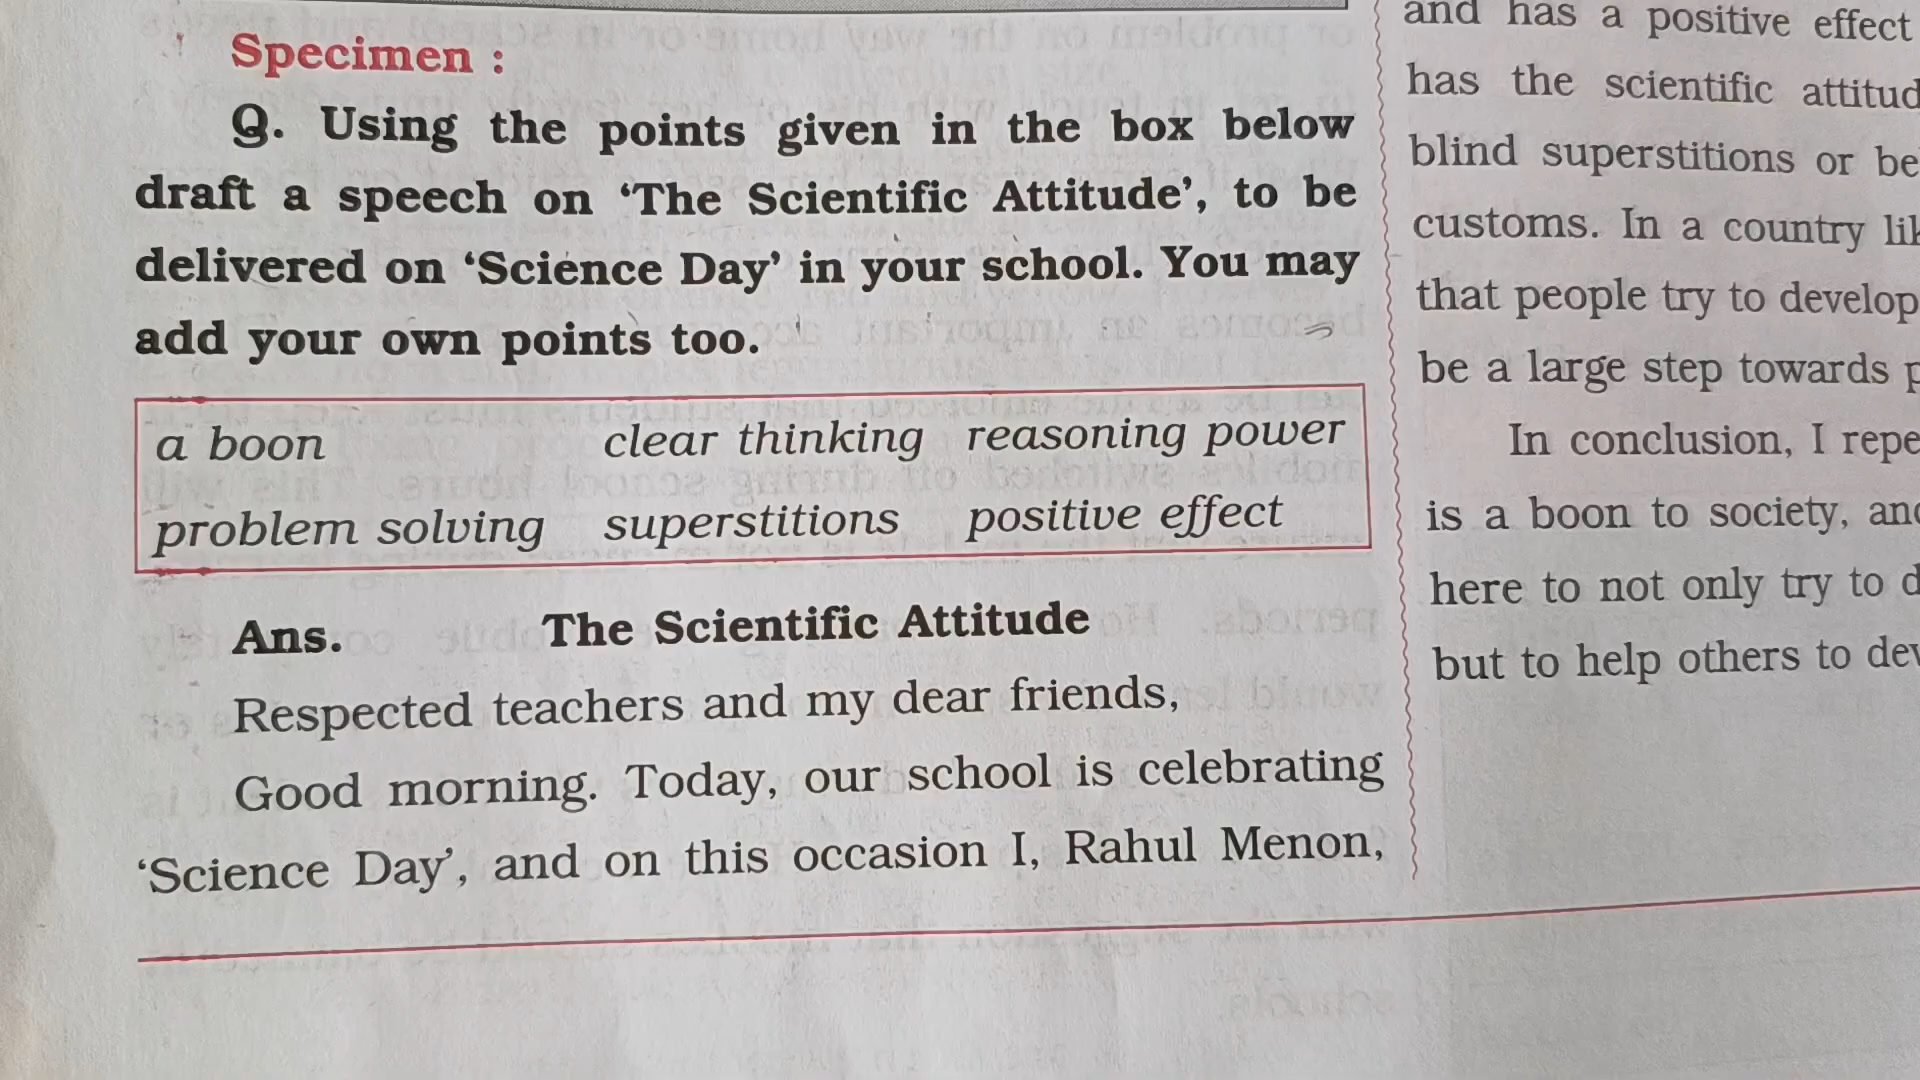 Specimen :
Q. Using the points given in the box below
draft a speech on ‘The Scientific Attitude’, to be
delivered on ‘Science Day’ in your school. You may
add your own points too.
a boon clear thinking reasoning power
problem solving superstitions positive effect
Ans. The Scientific Attitude
Respected teachers and my dear friends,
Good morning. Today, our school is celebrating
‘Science Day’, and on this occasion I, Rahul Menon,
and has a positive effect
has the scientific
blind superstitions or
customs. In a country
that people try to develop
be a large step towards
In conclusion, I
is a boon to society,
here to not only try to
but to help others to